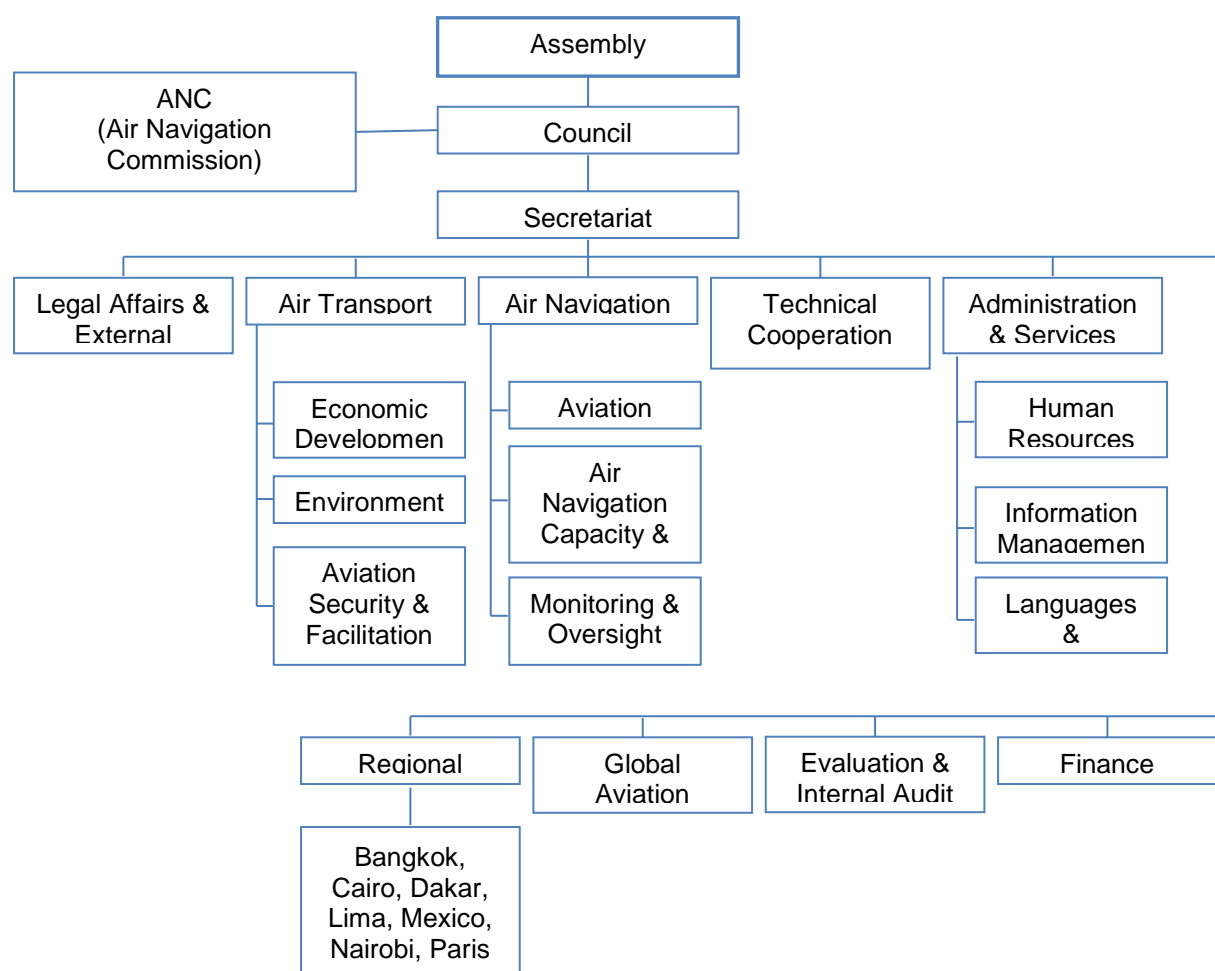 Assembly
ANC
(Air Navigation
Commission)
Council
Secretariat
Legal Affairs &
External
Air Transport
Air Navigation
Technical
Cooperation
Administration
& Services
Economic
Developmen
Environment
Aviation
Security &
Facilitation
Aviation
Air
Navigation
Capacity &
Monitoring &
Oversight
Human
Resources
Information
Managemen
Languages
&
Regional
Global
Aviation
Evaluation &
Internal Audit
Finance
Bangkok,
Cairo, Dakar,
Lima, Mexico,
Nairobi, Paris